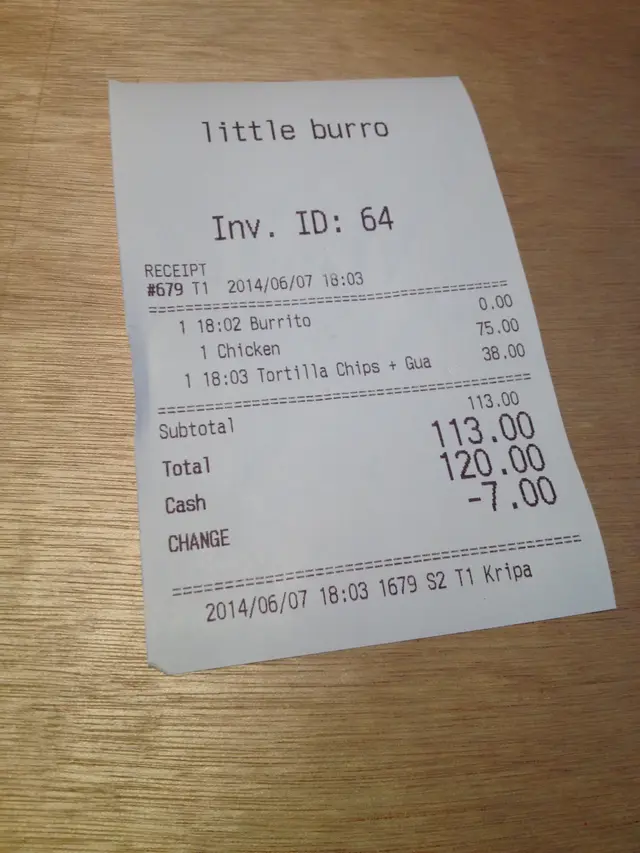 little burro
Inv. ID: 64
RECEIPT
#679 T1 2014/06/07 18:03
================================
1 18:02 Burrito 0.00
1 Chicken 75.00
1 18:03 Tortilla Chips + Gua 38.00
================================
Subtotal 113.00
Total 113.00
Cash 120.00
CHANGE -7.00
================================
2014/06/07 18:03 1679 S2 T1 Kripa